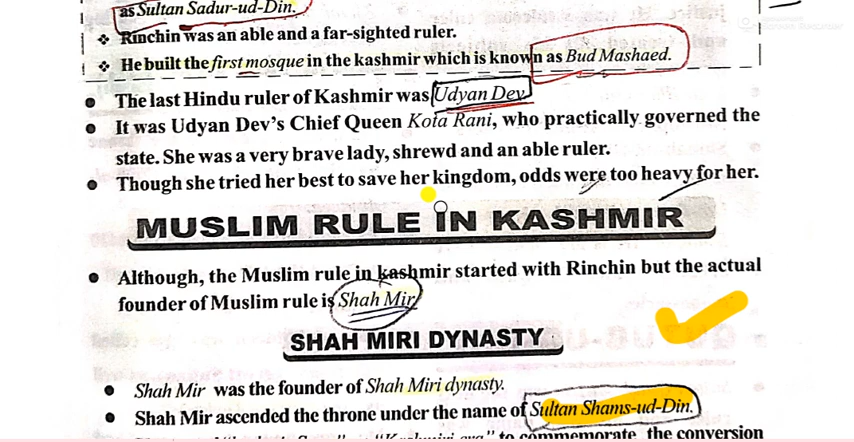 as Sultan Sadur-ud-Din.
❖ Rinchin was an able and a far-sighted ruler.
❖ He built the first mosque in the kashmir which is known as Bud Mashaed.
● The last Hindu ruler of Kashmir was Udyan Dev.
● It was Udyan Dev's Chief Queen Kota Rani, who practically governed the
state. She was a very brave lady, shrewd and an able ruler.
● Though she tried her best to save her kingdom, odds were too heavy for her.
MUSLIM RULE IN KASHMIR
● Although, the Muslim rule in kashmir started with Rinchin but the actual
founder of Muslim rule is Shah Mir
SHAH MIRI DYNASTY
● Shah Mir was the founder of Shah Miri dynasty.
● Shah Mir ascended the throne under the name of Sultan Shams-ud-Din.
to commemorate the conversion